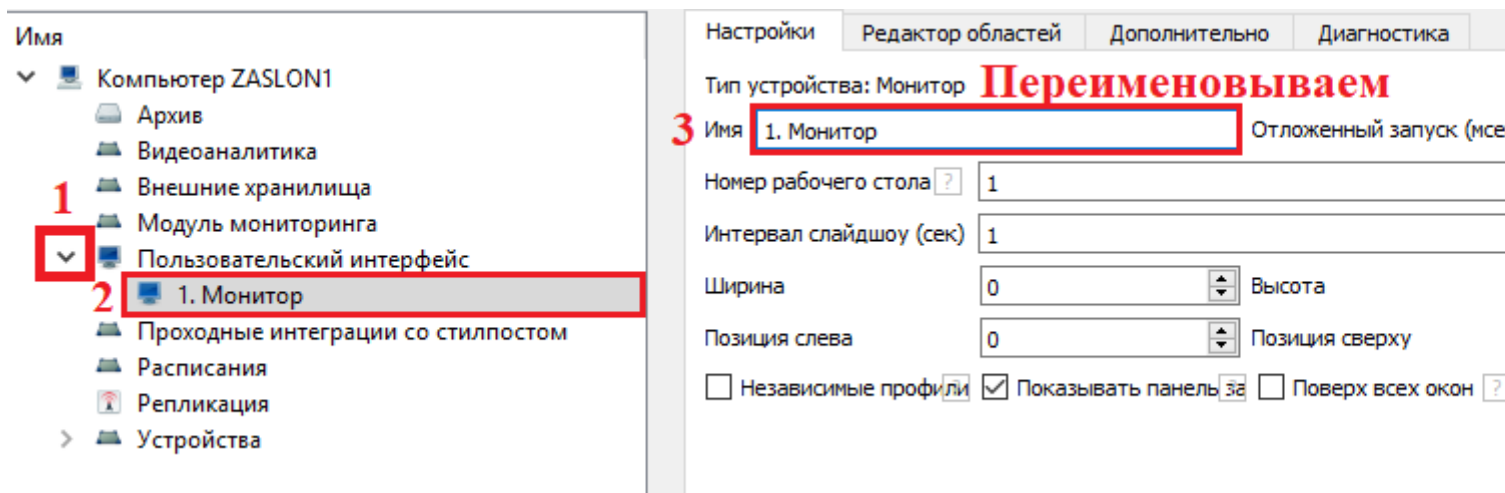 Имя
Компьютер ZASLON1
Архив
Видеоаналитика
Внешние хранилища
1
Модуль мониторинга
Пользовательский интерфейс
2 1. Монитор
Проходные интеграции со стилпостом
Расписания
Репликация
Устройства
Настройки Редактор областей Дополнительно Диагностика
Тип устройства: Монитор Переименовываем
3 Имя 1. Монитор Отложенный запуск (мсе
Номер рабочего стола ? 1
Интервал слайдшоу (сек) 1
Ширина 0 Высота
Позиция слева 0 Позиция сверху
Независимые профили ? Показывать панель за ? Поверх всех окон ?